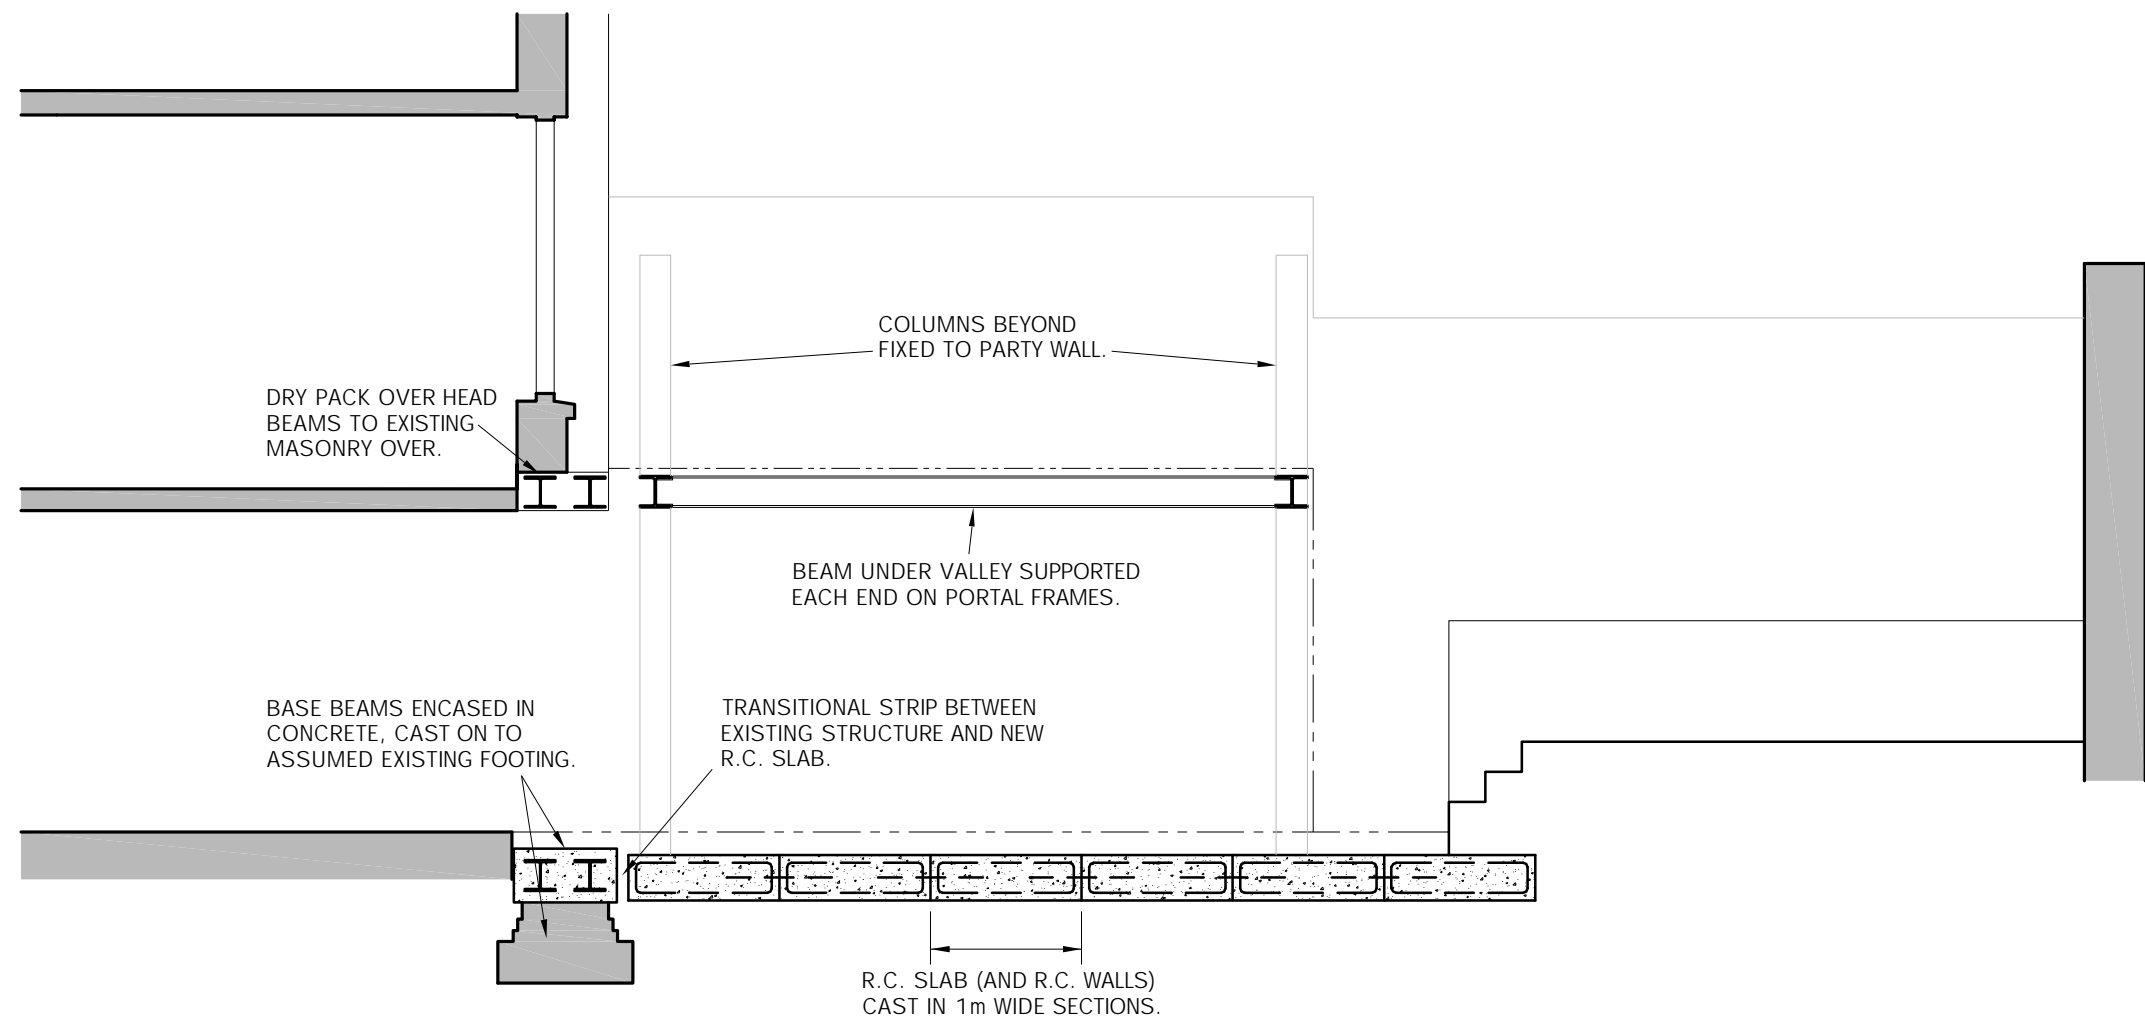 COLUMNS BEYOND
FIXED TO PARTY WALL.
DRY PACK OVER HEAD
BEAMS TO EXISTING
MASONRY OVER.
BEAM UNDER VALLEY SUPPORTED
EACH END ON PORTAL FRAMES.
BASE BEAMS ENCASED IN
CONCRETE, CAST ON TO
ASSUMED EXISTING FOOTING.
TRANSITIONAL STRIP BETWEEN
EXISTING STRUCTURE AND NEW
R.C. SLAB.
R.C. SLAB (AND R.C. WALLS)
CAST IN 1m WIDE SECTIONS.